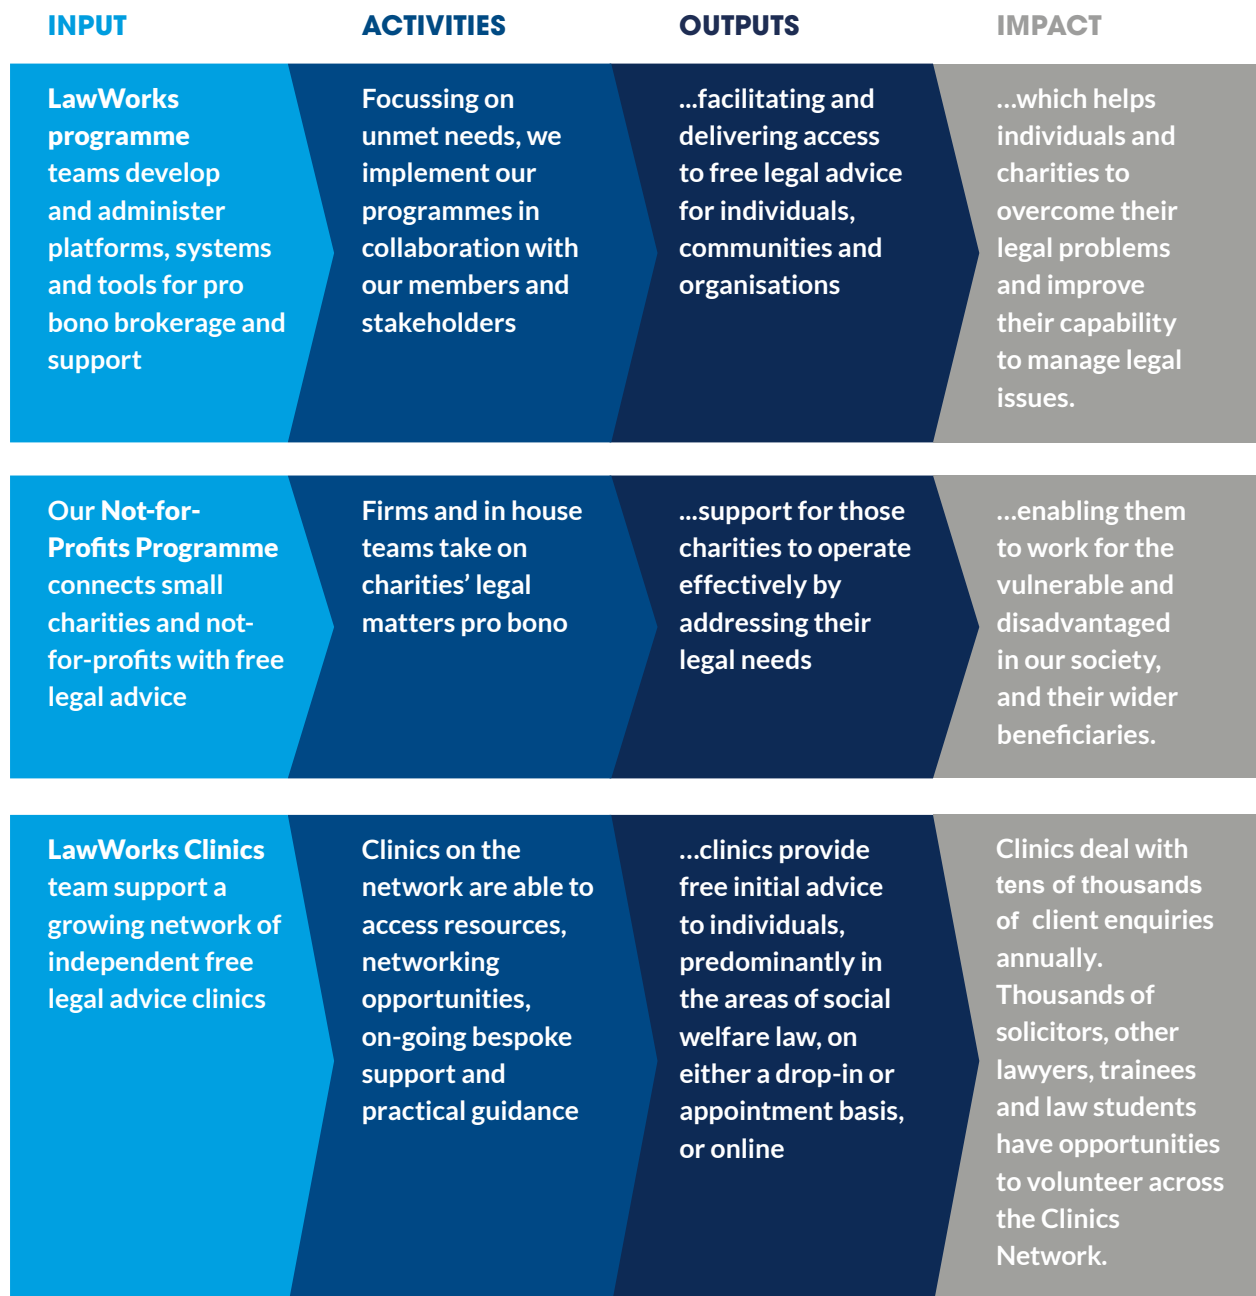 INPUT
ACTIVITIES
OUTPUTS
IMPACT
LawWorks
programme
teams develop
and administer
platforms, systems
and tools for pro
bono brokerage and
support
Focussing on
unmet needs, we
implement our
programmes in
collaboration with
our members and
stakeholders
...facilitating and
delivering access
to free legal advice
for individuals,
communities and
organisations
...which helps
individuals and
charities to
overcome their
legal problems
and improve
their capability
to manage legal
issues.
Our Not-for-
Profits Programme
connects small
charities and not-
for-profits with free
legal advice
Firms and in house
teams take on
charities’ legal
matters pro bono
...support for those
charities to operate
effectively by
addressing their
legal needs
...enabling them
to work for the
vulnerable and
disadvantaged
in our society,
and their wider
beneficiaries.
LawWorks Clinics
team support a
growing network of
independent free
legal advice clinics
Clinics on the
network are able to
access resources,
networking
opportunities,
on-going bespoke
support and
practical guidance
...clinics provide
free initial advice
to individuals,
predominantly in
the areas of social
welfare law, on
either a drop-in or
appointment basis,
or online
Clinics deal with
tens of thousands
of client enquiries
annually.
Thousands of
solicitors, other
lawyers, trainees
and law students
have opportunities
to volunteer across
the Clinics
Network.